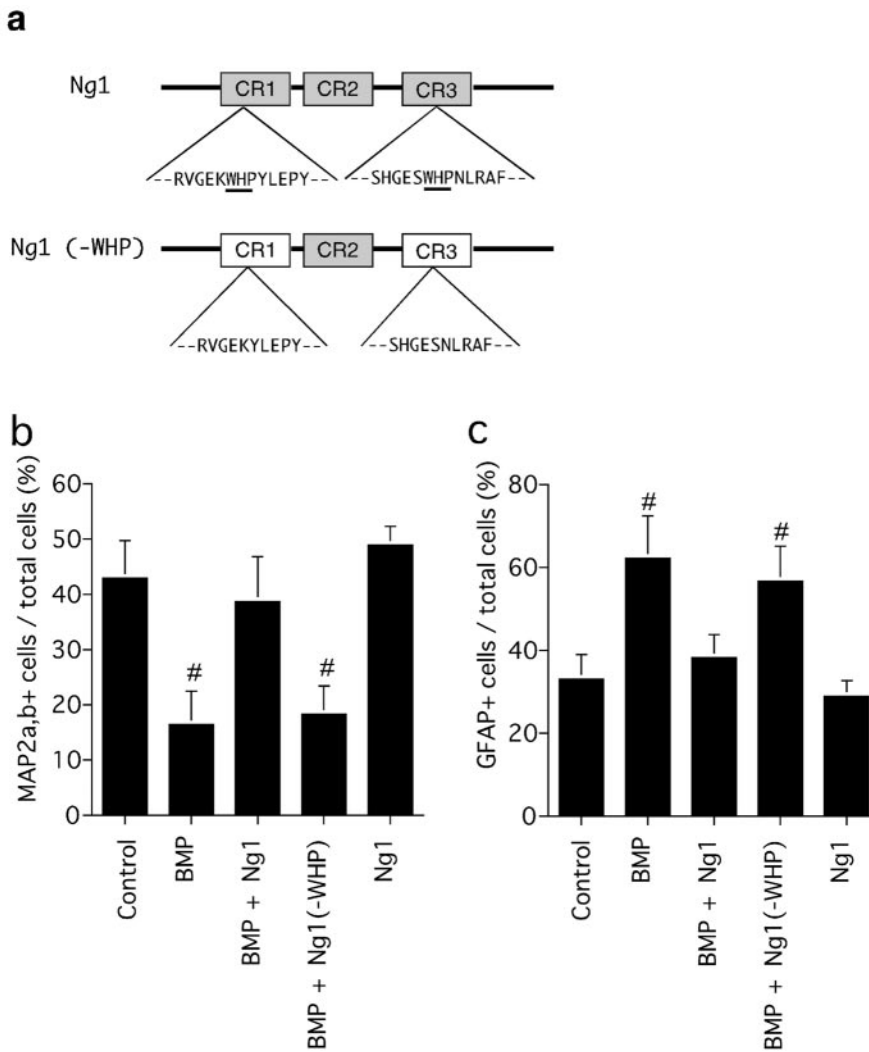 a
Ng1
CR1 CR2 CR3
--RVGEKWHPYLEPY-- --SHGESWHPNLRAF--
Ng1 (-WHP)
CR1 CR2 CR3
--RVGEKYLEPY-- --SHGESNLRAF--
b
MAP2a,b+ cells / total cells (%)
60
50
40
30
20
10
0
# #
Control
BMP
BMP + Ng1
BMP + Ng1(-WHP)
Ng1
c
GFAP+ cells / total cells (%)
80
60
40
20
0
# #
Control
BMP
BMP + Ng1
BMP + Ng1(-WHP)
Ng1